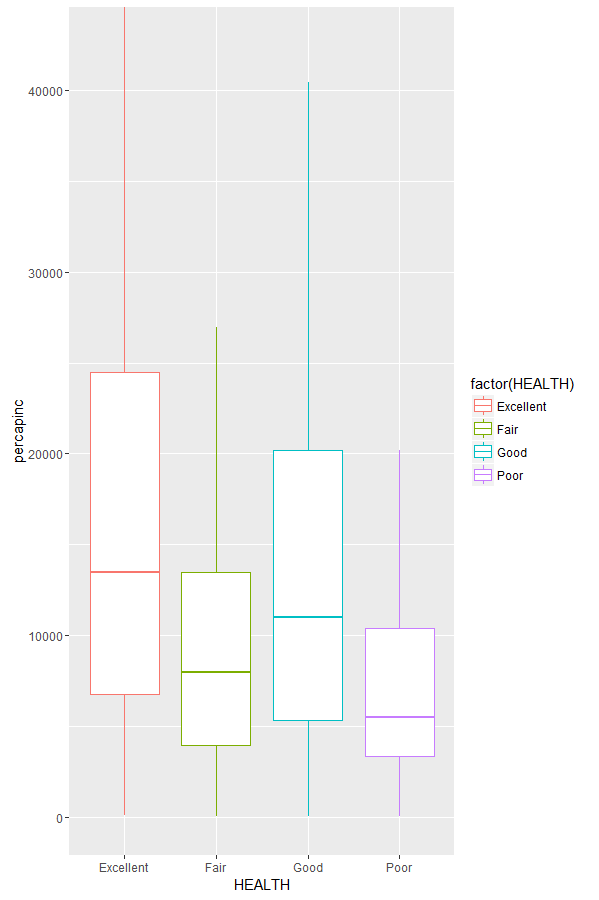 percapinc
40000
30000
20000
10000
0
Excellent Fair Good Poor
HEALTH
factor(HEALTH)
Excellent
Fair
Good
Poor